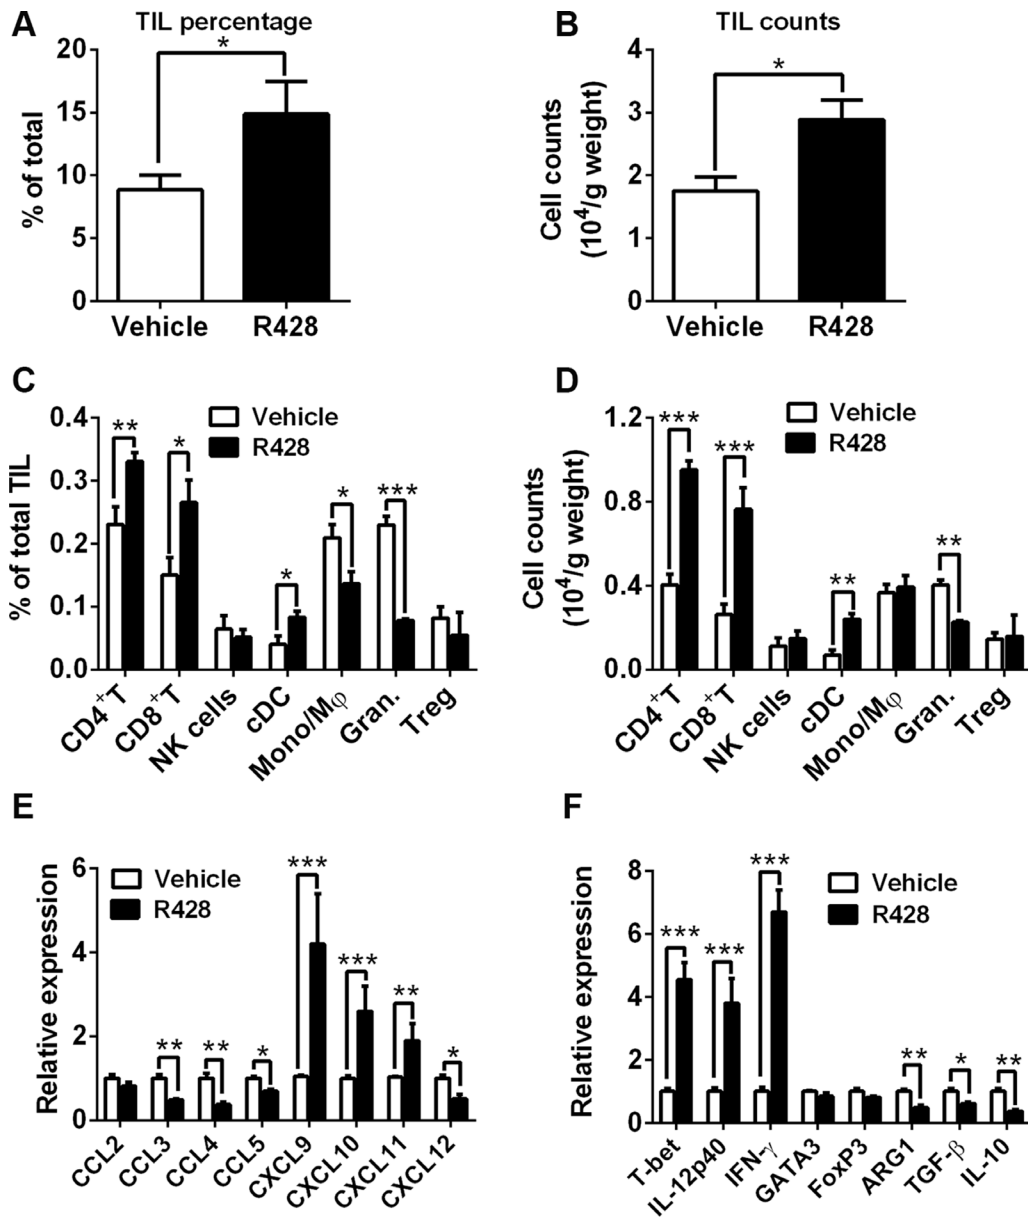 A
TIL percentage
*
% of total
20
15
10
5
0
Vehicle
R428
B
TIL counts
*
Cell counts
(10⁴/g weight)
4
3
2
1
0
Vehicle
R428
C
Vehicle
R428
% of total TIL
0.4
0.3
0.2
0.1
0.0
**
*
*
*
***
CD4⁺T
CD8⁺T
NK cells
cDC
Mono/Mφ
Gran.
Treg
D
Vehicle
R428
Cell counts
(10⁴/g weight)
1.2
0.8
0.4
0.0
***
***
**
**
CD4⁺T
CD8⁺T
NK cells
cDC
Mono/Mφ
Gran.
Treg
E
Vehicle
R428
Relative expression
6
4
2
0
**
**
*
***
***
**
*
CCL2
CCL3
CCL4
CCL5
CXCL9
CXCL10
CXCL11
CXCL12
F
Vehicle
R428
Relative expression
8
6
4
2
0
***
***
***
**
*
**
T-bet
IL-12p40
IFN-γ
GATA3
FoxP3
ARG1
TGF-β
IL-10